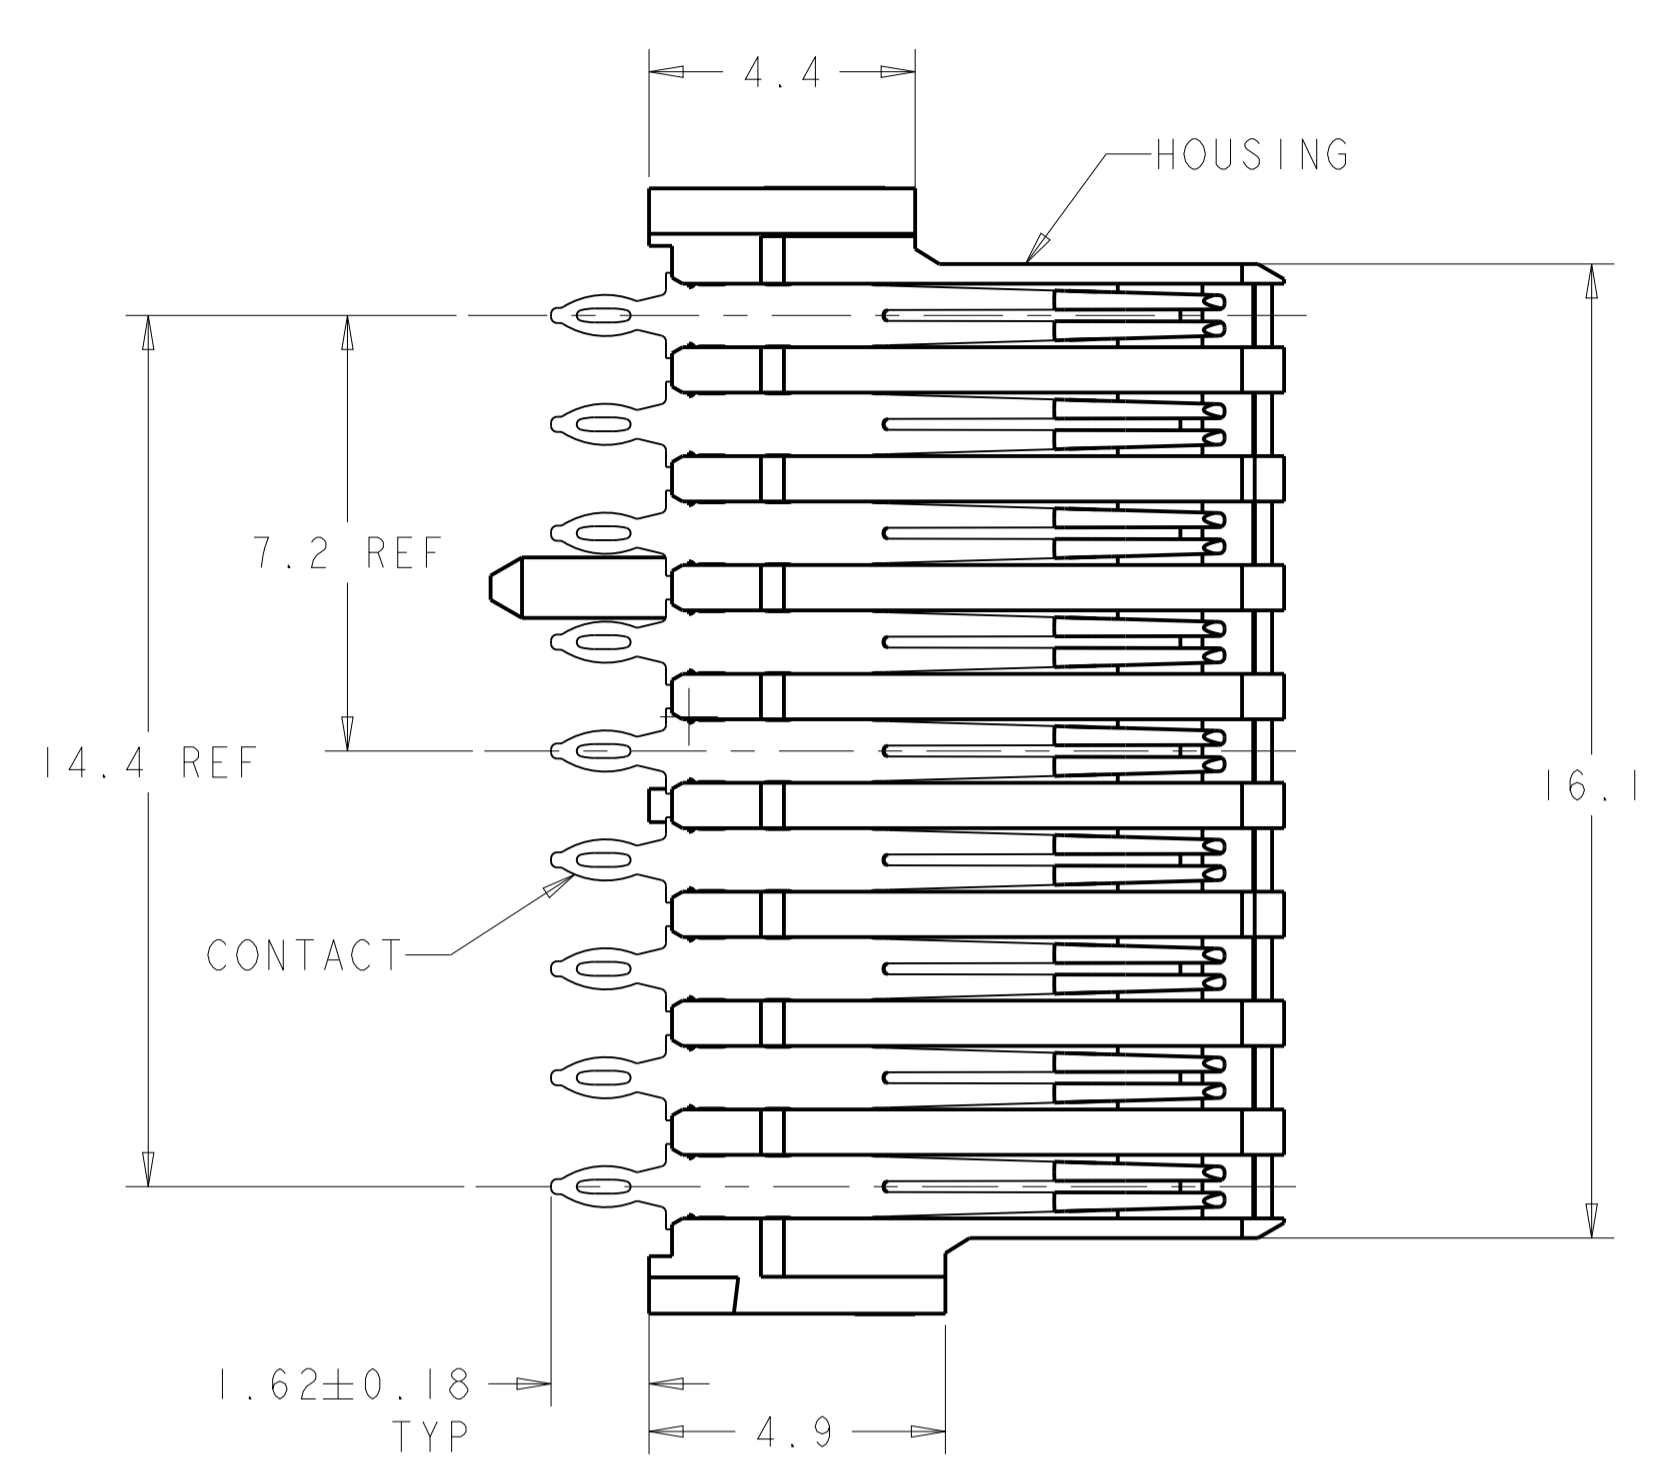 4.4
HOUSING
7.2 REF
14.4 REF
16.1
CONTACT
1.62±0.18
TYP
4.9